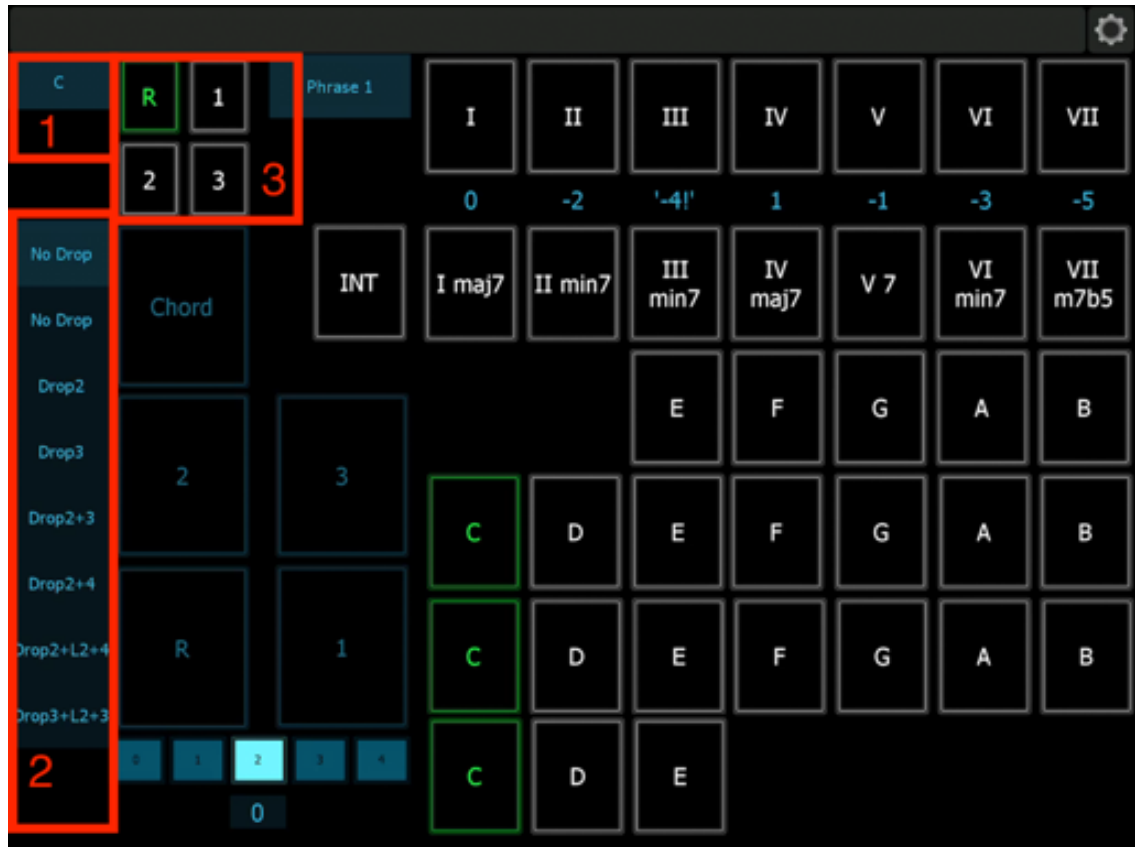 C
1
R
1
Phrase 1
2
3
3
I
II
III
IV
V
VI
VII
0
-2
'-4!'
1
-1
-3
-5
No Drop
No Drop
Drop2
Drop3
Drop2+3
Drop2+4
Drop2+L2+4
Drop3+L2+3
2
Chord
INT
I maj7
II min7
III
min7
IV
maj7
V 7
VI
min7
VII
m7b5
2
3
R
1
E
F
G
A
B
C
D
E
F
G
A
B
C
D
E
F
G
A
B
C
D
E
0
1
2
3
4
0